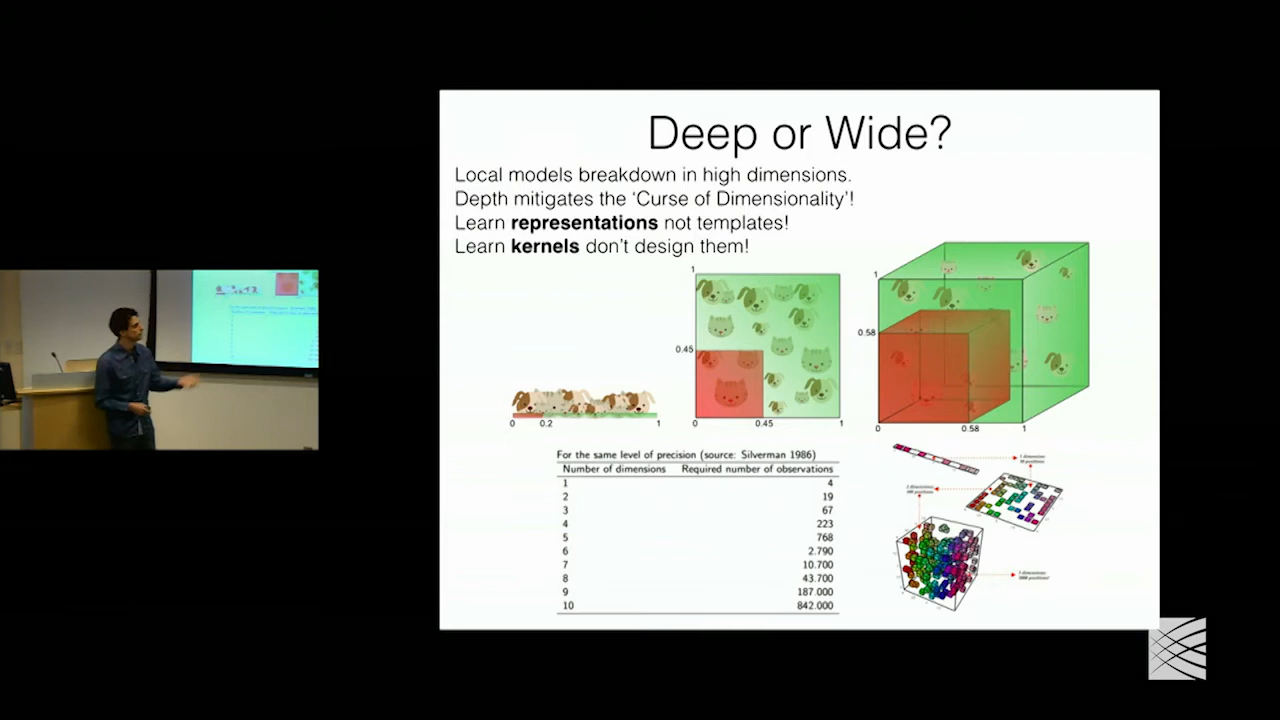 Deep or Wide?
Local models breakdown in high dimensions.
Depth mitigates the ‘Curse of Dimensionality’!
Learn representations not templates!
Learn kernels don’t design them!
1
0.45
0 0.45 1
1
0.58
0 0.58 1
0 0.2 1
For the same level of precision (source: Silverman 1986)
Number of dimensions Required number of observations
1 4
2 19
3 67
4 223
5 768
6 2.790
7 10.700
8 43.700
9 187.000
10 842.000